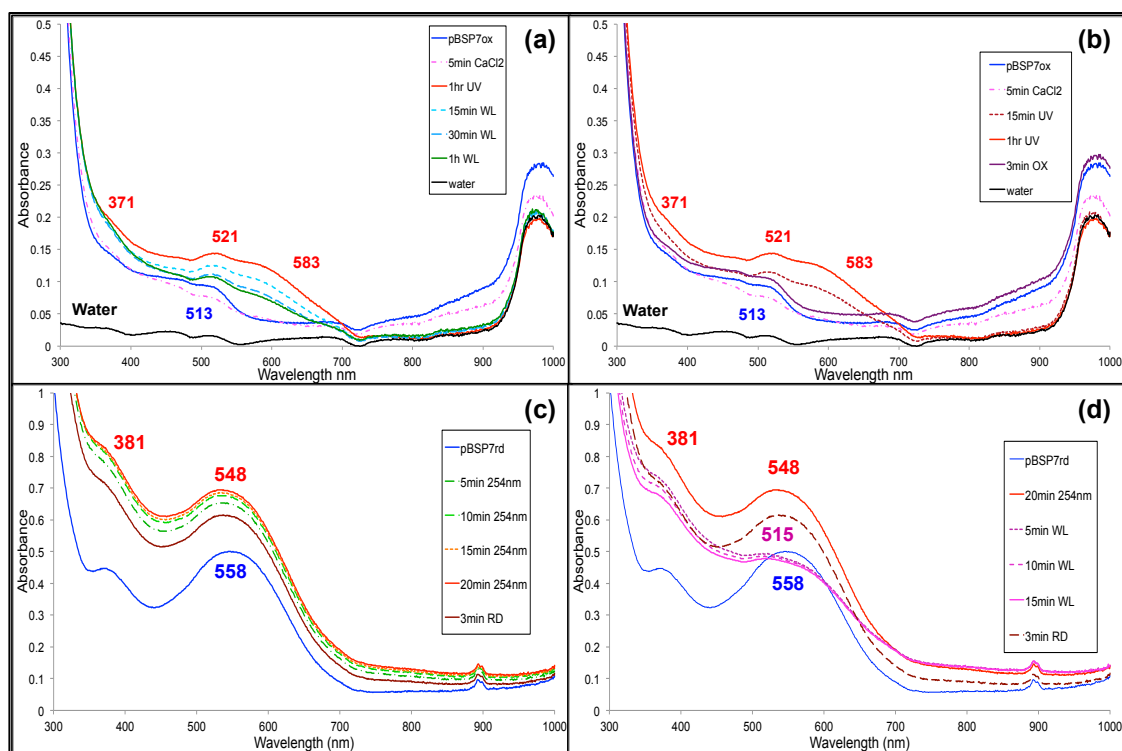 (a)
pBSP7ox
5min CaCl2
1hr UV
15min WL
30min WL
1h WL
water
0.5
0.45
0.4
0.35
0.3
0.25
0.2
0.15
0.1
0.05
0
Absorbance
371
521
583
513
Water
300 400 500 600 700 800 900 1000
Wavelength nm
(b)
pBSP7ox
5min CaCl2
15min UV
1hr UV
3min OX
water
0.5
0.45
0.4
0.35
0.3
0.25
0.2
0.15
0.1
0.05
0
Absorbance
371
521
583
513
Water
300 400 500 600 700 800 900 1000
Wavelength nm
(c)
pBSP7rd
5min 254nm
10min 254nm
15min 254nm
20min 254nm
3min RD
1
0.9
0.8
0.7
0.6
0.5
0.4
0.3
0.2
0.1
0
Absorbance
381
548
558
300 400 500 600 700 800 900 1000
Wavelength (nm)
(d)
pBSP7rd
20min 254nm
5min WL
10min WL
15min WL
3min RD
1
0.9
0.8
0.7
0.6
0.5
0.4
0.3
0.2
0.1
0
Absorbance
381
548
515
558
300 400 500 600 700 800 900 1000
Wavelength (nm)